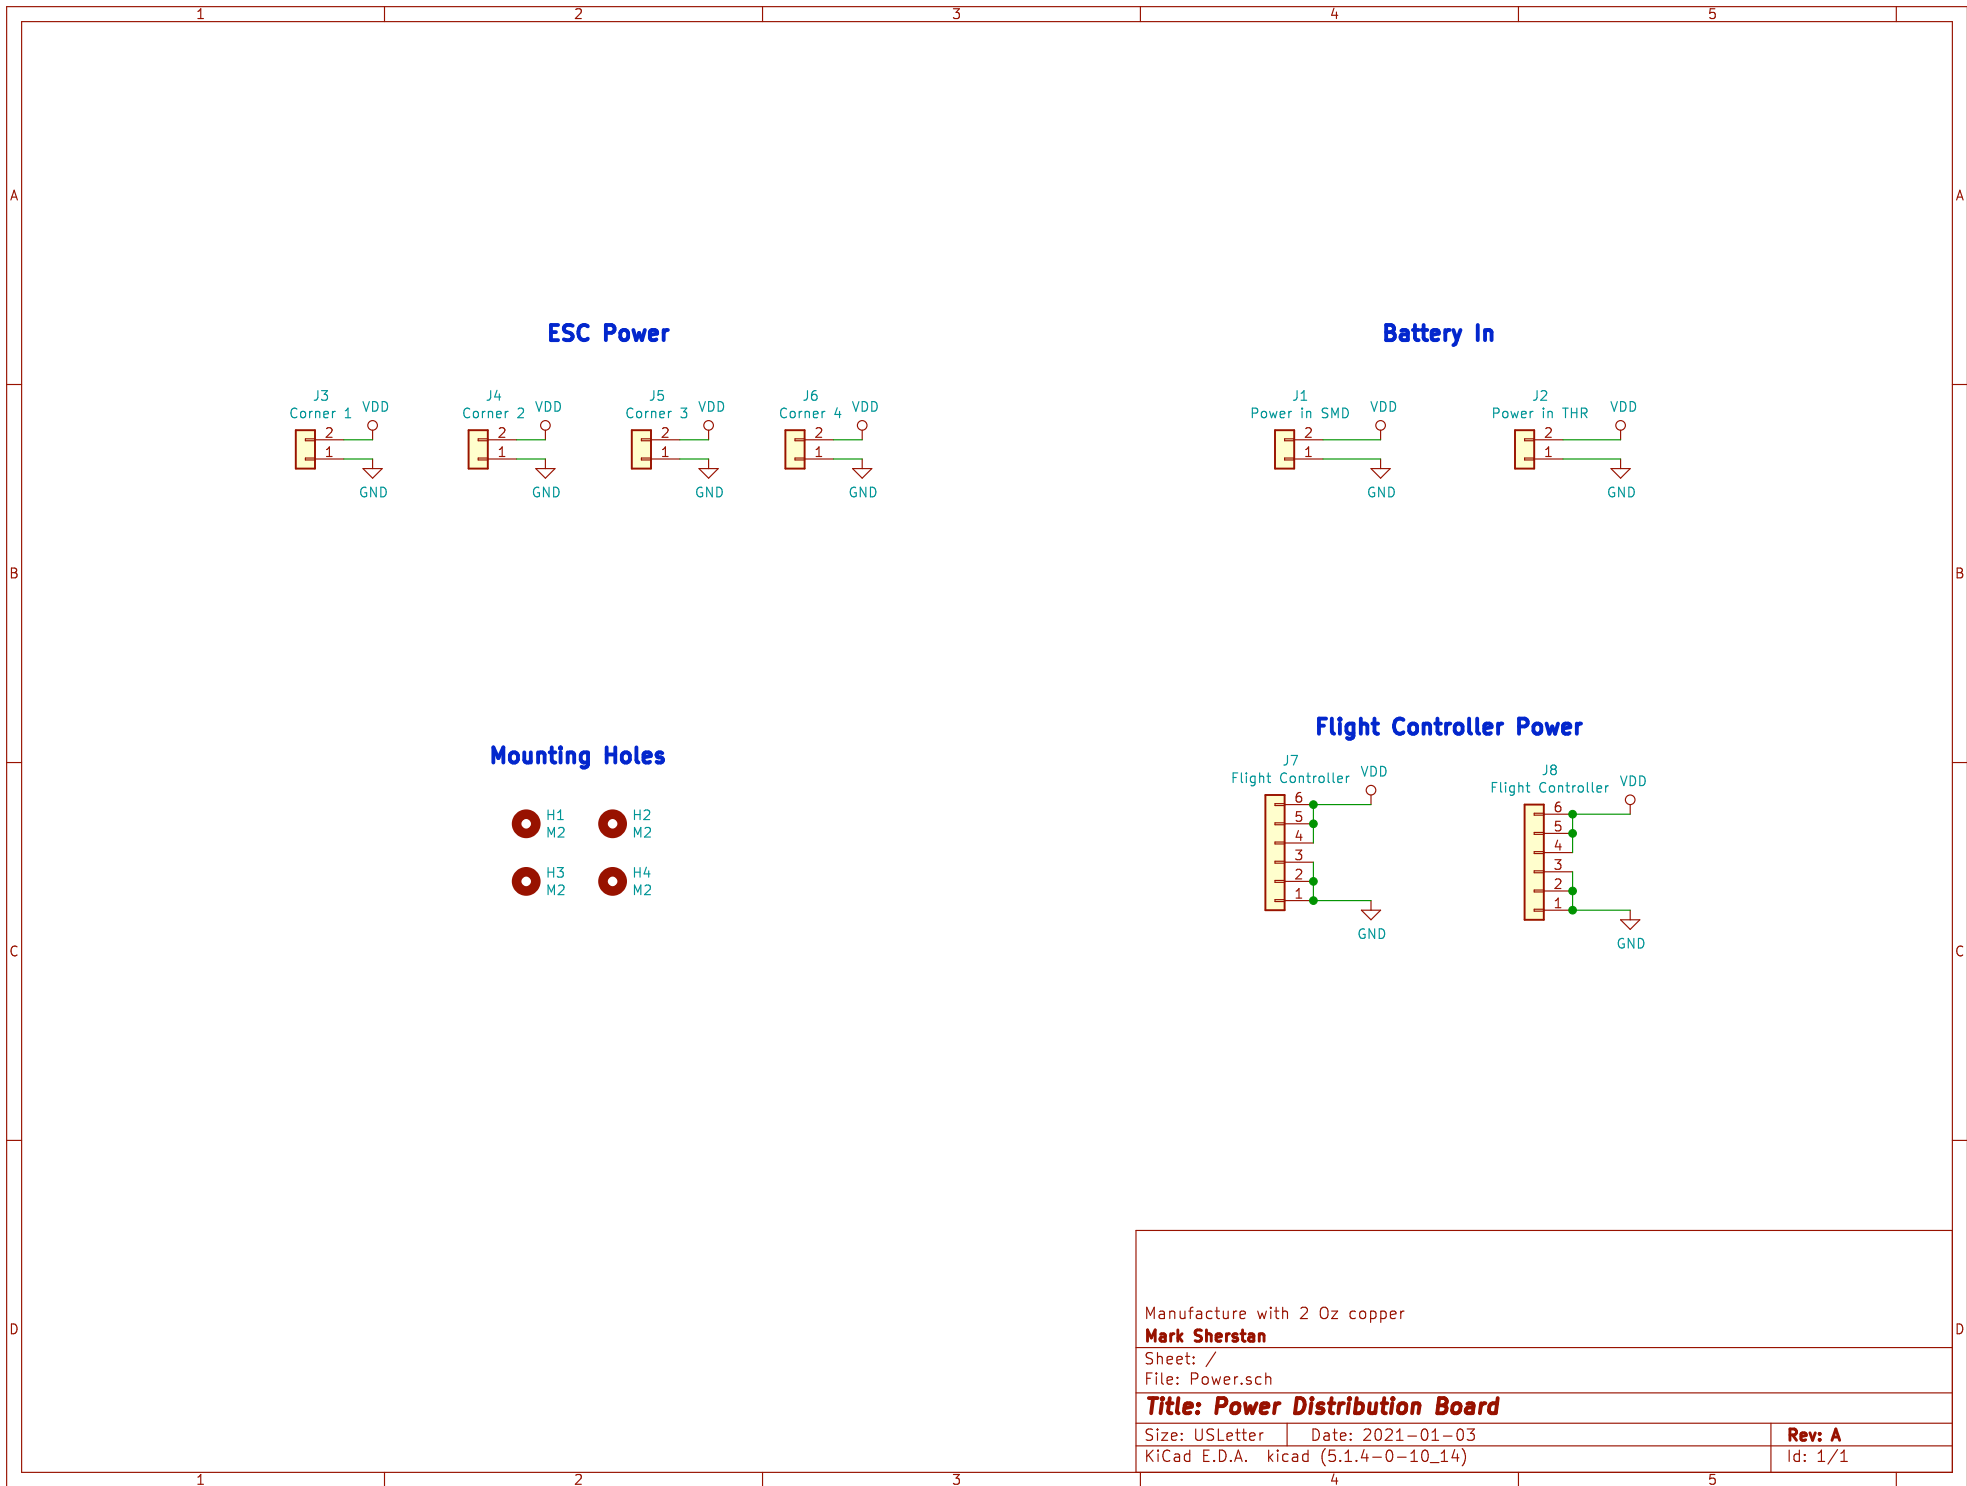 1 2 3 4 5
A A
ESC Power
Battery In
J3
Corner 1
VDD
2
1
GND
J4
Corner 2
VDD
2
1
GND
J5
Corner 3
VDD
2
1
GND
J6
Corner 4
VDD
2
1
GND
J1
Power in SMD
VDD
2
1
GND
J2
Power in THR
VDD
2
1
GND
B B
Mounting Holes
H1
M2
H2
M2
H3
M2
H4
M2
Flight Controller Power
J7
Flight Controller
VDD
6
5
4
3
2
1
GND
J8
Flight Controller
VDD
6
5
4
3
2
1
GND
C C
D D
Manufacture with 2 Oz copper
Mark Sherstan
Sheet: /
File: Power.sch
Title: Power Distribution Board
Size: USLetter Date: 2021-01-03 Rev: A
KiCad E.D.A. kicad (5.1.4-0-10_14) Id: 1/1
1 2 3 4 5